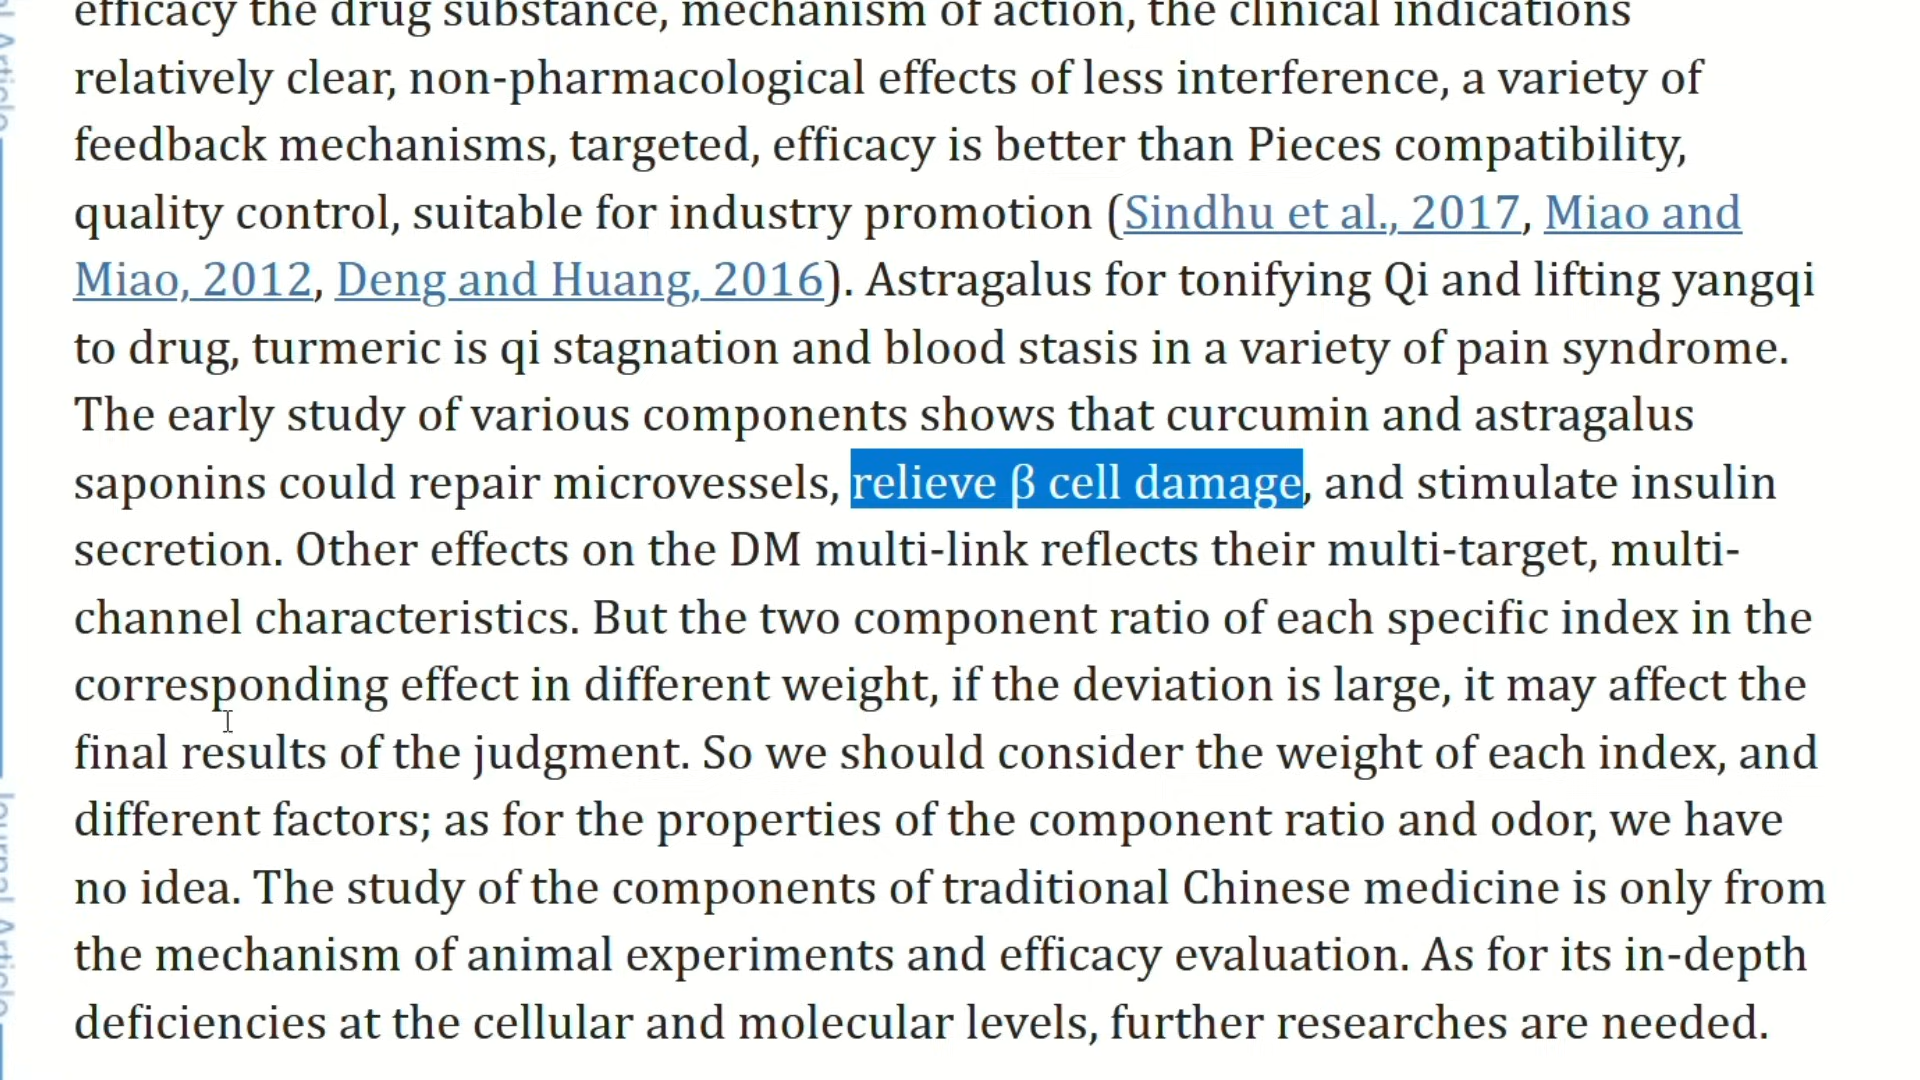 efficacy the drug substance, mechanism of action, the clinical indications
relatively clear, non-pharmacological effects of less interference, a variety of
feedback mechanisms, targeted, efficacy is better than Pieces compatibility,
quality control, suitable for industry promotion (Sindhu et al., 2017, Miao and
Miao, 2012, Deng and Huang, 2016). Astragalus for tonifying Qi and lifting yangqi
to drug, turmeric is qi stagnation and blood stasis in a variety of pain syndrome.
The early study of various components shows that curcumin and astragalus
saponins could repair microvessels, relieve β cell damage, and stimulate insulin
secretion. Other effects on the DM multi-link reflects their multi-target, multi-
channel characteristics. But the two component ratio of each specific index in the
corresponding effect in different weight, if the deviation is large, it may affect the
final results of the judgment. So we should consider the weight of each index, and
different factors; as for the properties of the component ratio and odor, we have
no idea. The study of the components of traditional Chinese medicine is only from
the mechanism of animal experiments and efficacy evaluation. As for its in-depth
deficiencies at the cellular and molecular levels, further researches are needed.
Article
Journal Article